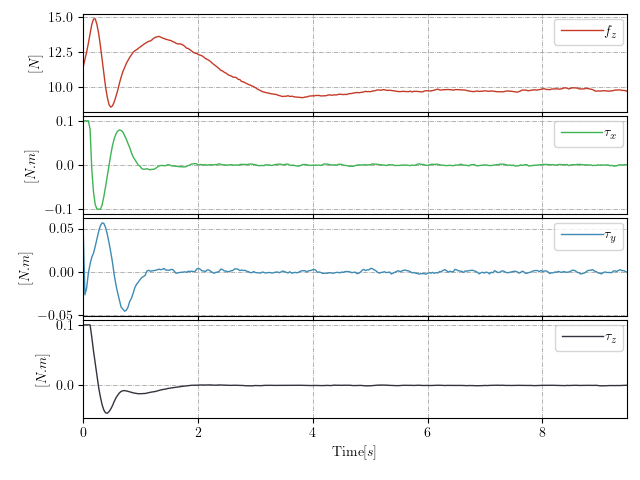 15.0
12.5
10.0
[N]
f_z
0.1
0.0
−0.1
[N.m]
τ_x
0.05
0.00
−0.05
[N.m]
τ_y
0.1
0.0
[N.m]
τ_z
0 2 4 6 8
Time[s]